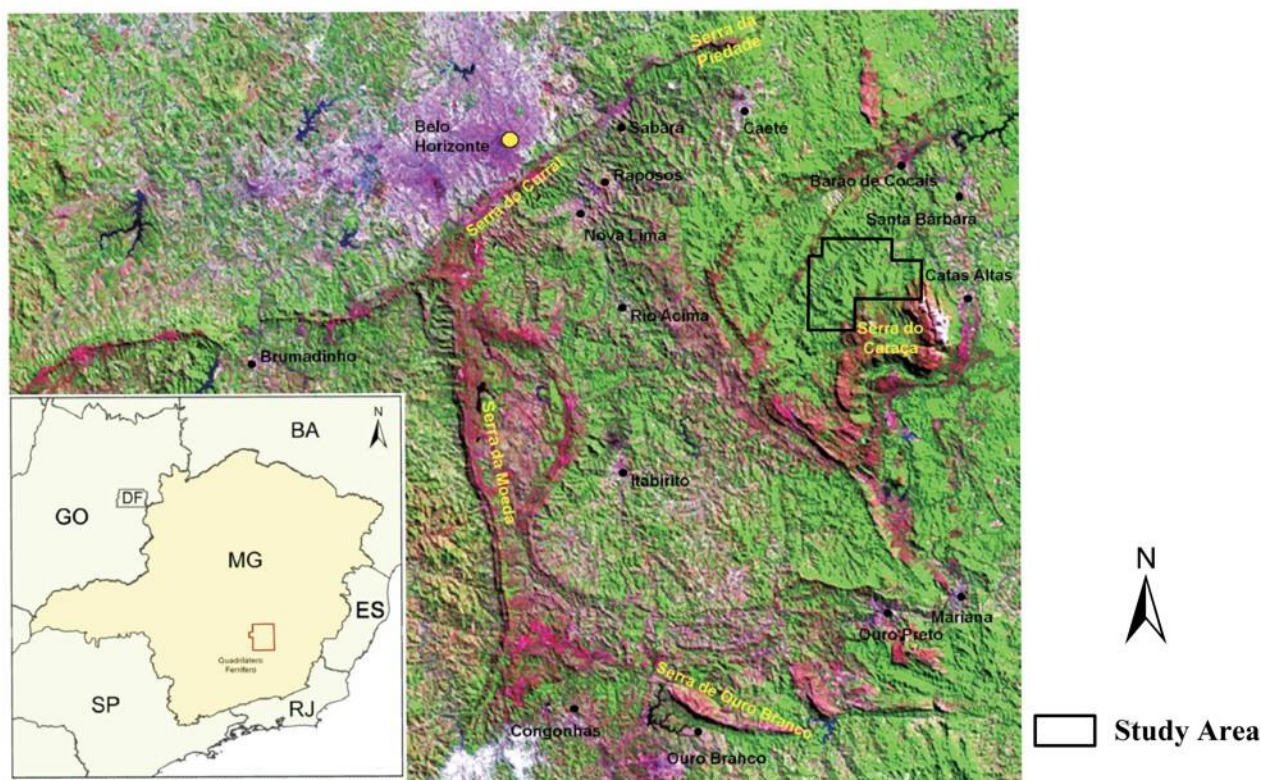 Serra da
Piedade
Belo
Horizonte
Sabará
Caeté
Serra do Curral
Raposos
Nova Lima
Barão de Cocais
Santa Bárbara
Catas Altas
Rio Acima
Serra do
Caraça
Brumadinho
Serra da Moeda
Itabirito
Mariana
Ouro Preto
Serra de Ouro Branco
Congonhas
Ouro Branco
N
BA
DF
GO
MG
ES
Quadrilátero
Ferrífero
SP
RJ
N
Study Area